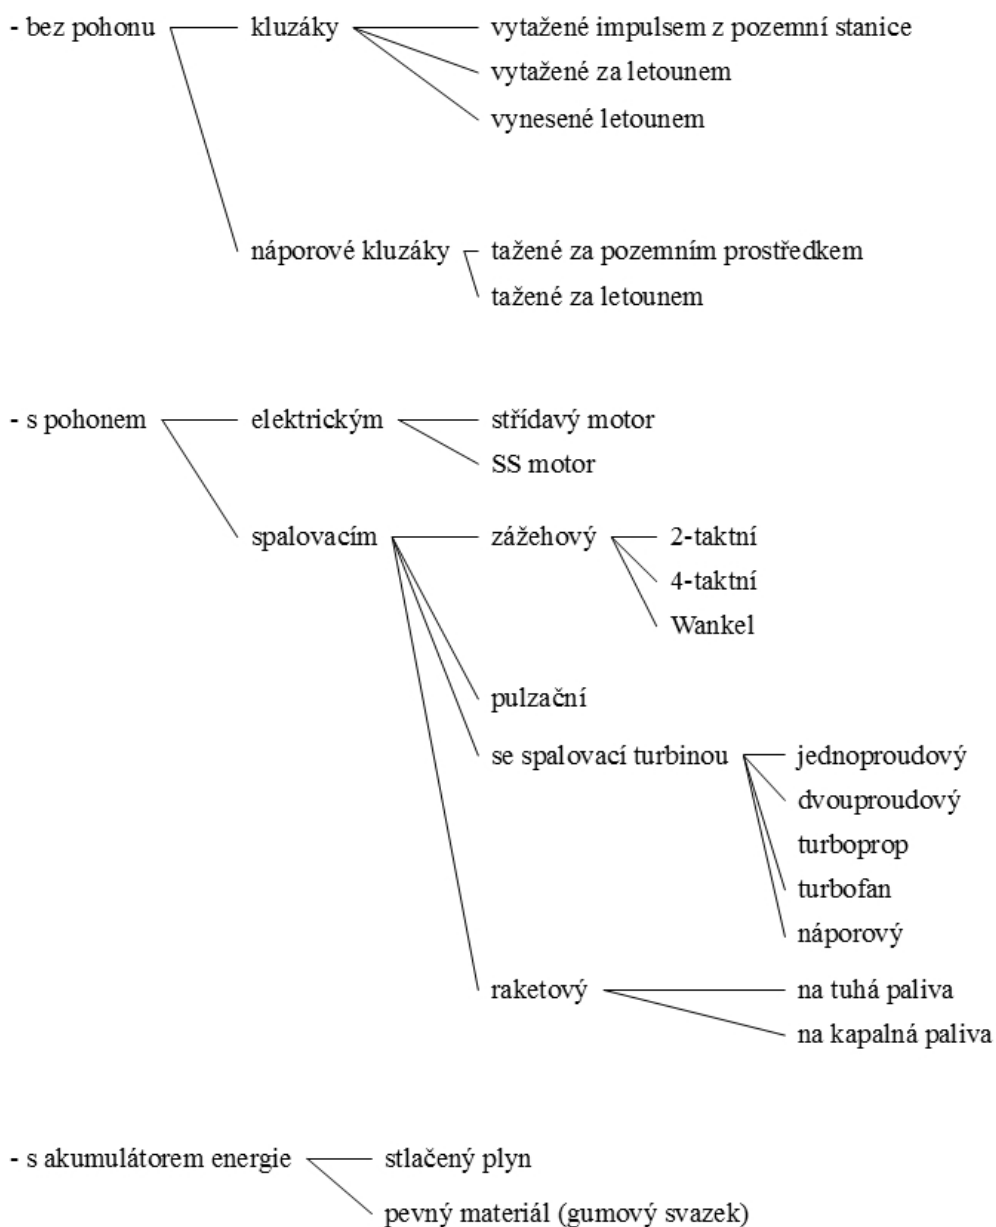 - bez pohonu kluzáky vytažené impulsem z pozemní stanice
vytažené za letounem
vynesené letounem
náporové kluzáky tažené za pozemním prostředkem
tažené za letounem
- s pohonem elektrickým střídavý motor
SS motor
spalovacím zážehový 2-taktní
4-taktní
Wankel
pulzační
se spalovací turbinou jednoproudový
dvouproudový
turboprop
turbofan
náporový
raketový na tuhá paliva
na kapalná paliva
- s akumulátorem energie stlačený plyn
pevný materiál (gumový svazek)